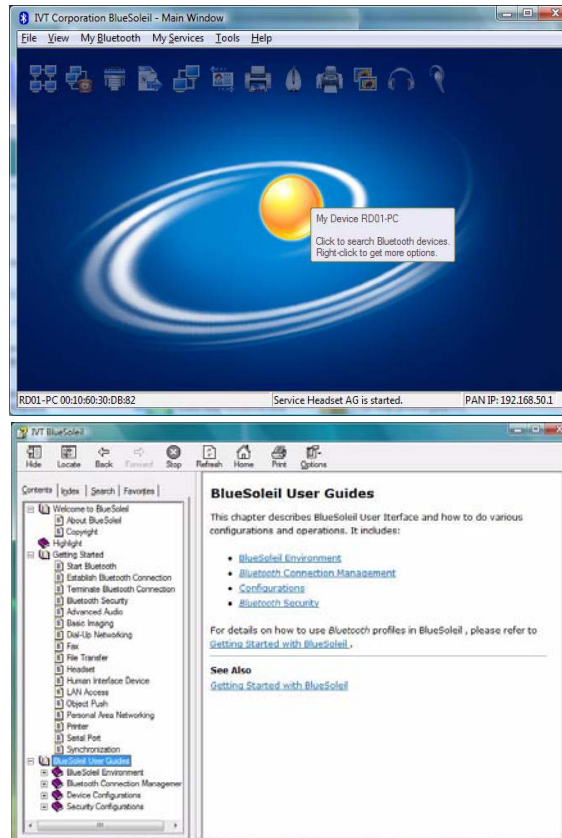 IVT Corporation BlueSoleil - Main Window
File View My Bluetooth My Services Tools Help
My Device RD01-PC
Click to search Bluetooth devices.
Right-click to get more options.
RD01-PC 00:10:60:30:DB:82 Service Headset AG is started. PAN IP: 192.168.50.1
IVT BlueSoleil
Hide Locate Back Forward Stop Refresh Home Print Options
Contents Index Search Favorites
Welcome to BlueSoleil
About BlueSoleil
Copyright
Highlight
Getting Started
Start Bluetooth
Establish Bluetooth Connection
Terminate Bluetooth Connection
Bluetooth Security
Advanced Audio
Basic Imaging
Dial-Up Networking
Fax
File Transfer
Headset
Human Interface Device
LAN Access
Object Push
Personal Area Networking
Printer
Serial Port
Synchronization
BlueSoleil User Guides
BlueSoleil Environment
Bluetooth Connection Managemer
Device Configurations
Security Configurations
BlueSoleil User Guides
This chapter describes BlueSoleil User Iterface and how to do various
configurations and operations. It includes:
BlueSoleil Environment
Bluetooth Connection Management
Configurations
Bluetooth Security
For details on how to use Bluetooth profiles in BlueSoleil , please refer to
Getting Started with BlueSoleil .
See Also
Getting Started with BlueSoleil